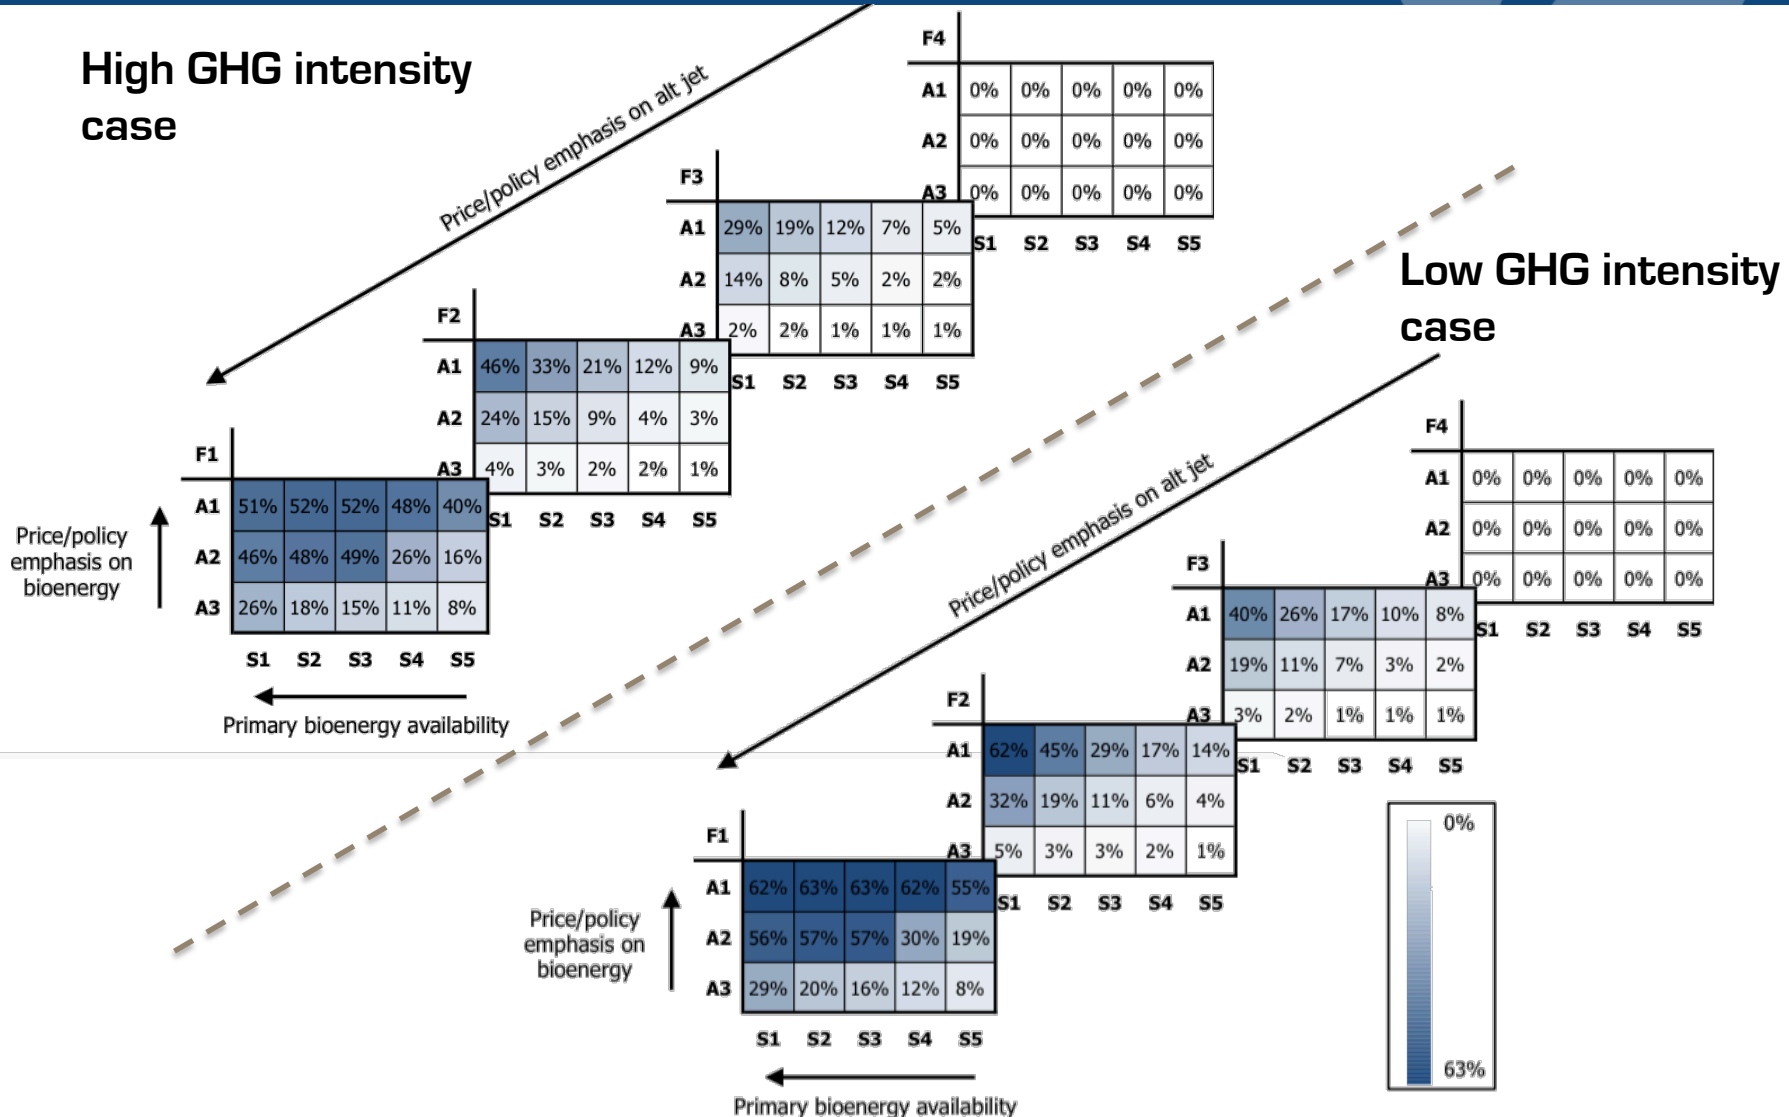 High GHG intensity
case
Price/policy emphasis on alt jet
F4
A1 0% 0% 0% 0% 0%
A2 0% 0% 0% 0% 0%
A3 0% 0% 0% 0% 0%
S1 S2 S3 S4 S5
F3
A1 29% 19% 12% 7% 5%
A2 14% 8% 5% 2% 2%
A3 2% 2% 1% 1% 1%
S1 S2 S3 S4 S5
F2
A1 46% 33% 21% 12% 9%
A2 24% 15% 9% 4% 3%
A3 4% 3% 2% 2% 1%
S1 S2 S3 S4 S5
F1
A1 51% 52% 52% 48% 40%
A2 46% 48% 49% 26% 16%
A3 26% 18% 15% 11% 8%
S1 S2 S3 S4 S5
Price/policy
emphasis on
bioenergy
Primary bioenergy availability
Low GHG intensity
case
Price/policy emphasis on alt jet
F4
A1 0% 0% 0% 0% 0%
A2 0% 0% 0% 0% 0%
A3 0% 0% 0% 0% 0%
S1 S2 S3 S4 S5
F3
A1 40% 26% 17% 10% 8%
A2 19% 11% 7% 3% 2%
A3 3% 2% 1% 1% 1%
S1 S2 S3 S4 S5
F2
A1 62% 45% 29% 17% 14%
A2 32% 19% 11% 6% 4%
A3 5% 3% 3% 2% 1%
S1 S2 S3 S4 S5
F1
A1 62% 63% 63% 62% 55%
A2 56% 57% 57% 30% 19%
A3 29% 20% 16% 12% 8%
S1 S2 S3 S4 S5
Price/policy
emphasis on
bioenergy
Primary bioenergy availability
0%
63%